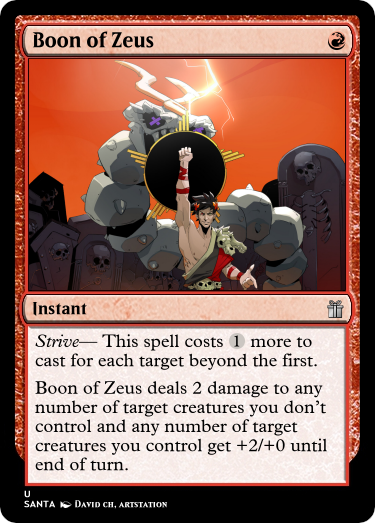 Boon of Zeus
Instant
Strive— This spell costs 1 more to
cast for each target beyond the first.
Boon of Zeus deals 2 damage to any
number of target creatures you don't
control and any number of target
creatures you control get +2/+0 until
end of turn.
U
SANTA DAVID CH, ARTSTATION